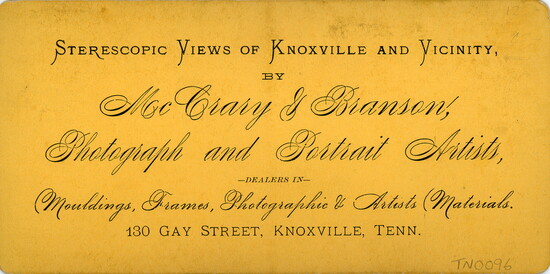 Sterescopic Views of Knoxville and Vicinity,
BY
McCrary & Branson,
Photograph and Portrait Artists,
—DEALERS IN—
Mouldings, Frames, Photographic & Artists Materials.
130 GAY STREET, KNOXVILLE, TENN.
TN0096